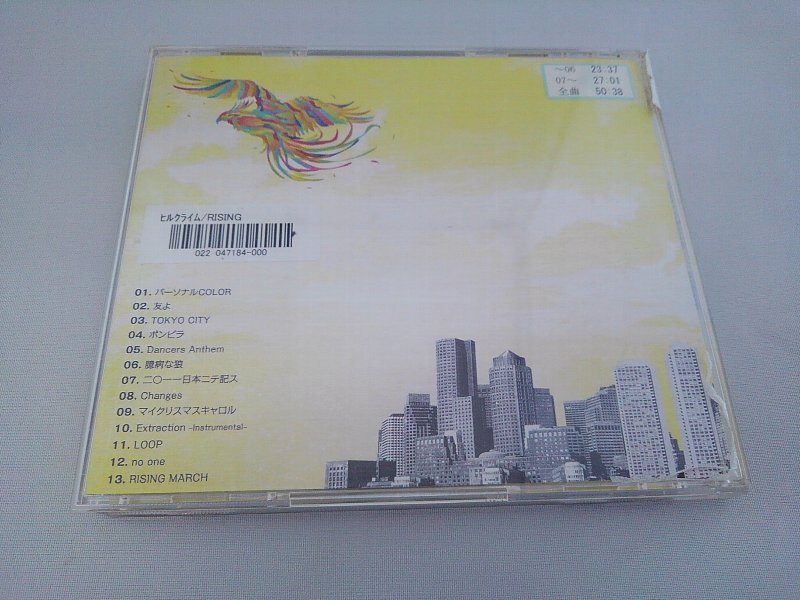 ～06 23:37
07～ 27:01
全曲 50:38
ﾋﾙｸﾗｲﾑ/RISING
022-047184-000
01. パーソナルCOLOR
02. 友よ
03. TOKYO CITY
04. ポンピラ
05. Dancers Anthem
06. 臆病な狼
07. 二〇一一日本ニテ記ス
08. Changes
09. マイクリスマスキャロル
10. Extraction -Instrumental-
11. LOOP
12. no one
13. RISING MARCH